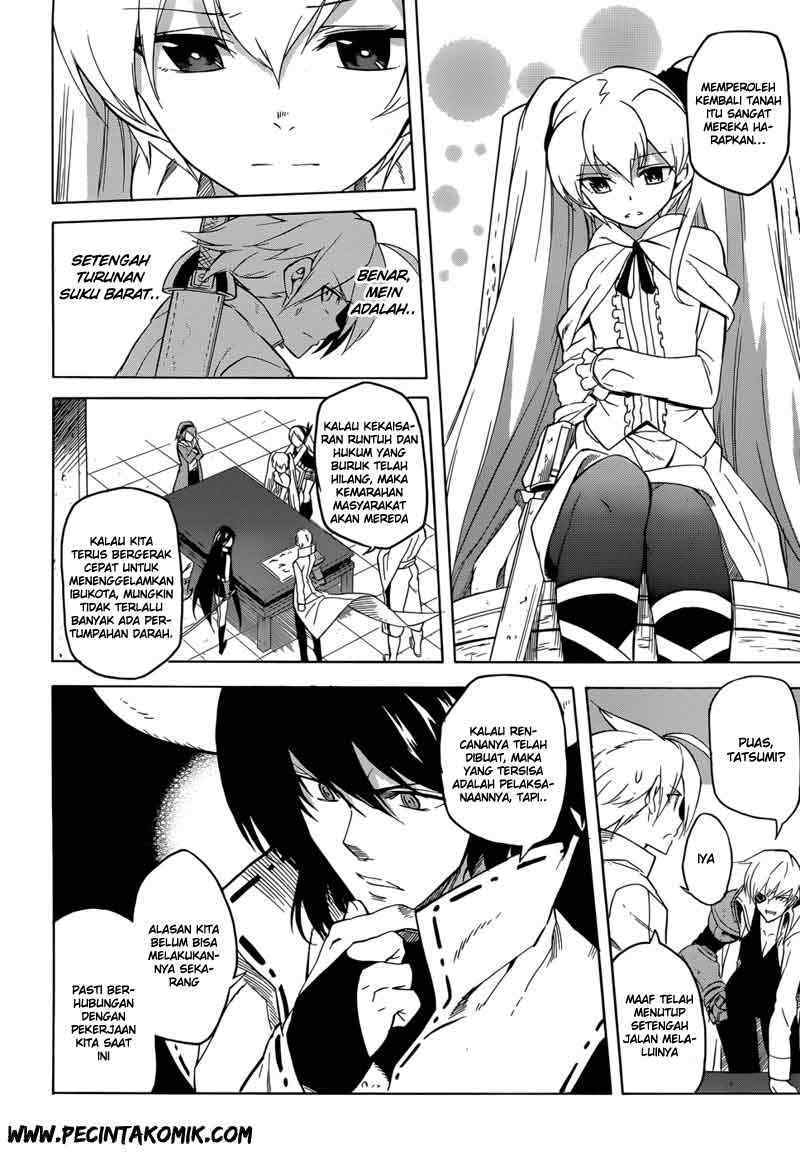 MEMPEROLEH
KEMBALI TANAH
ITU SANGAT
MEREKA HA-
RAPKAN...
BENAR,
MEIN
ADALAH..
SETENGAH
TURUNAN
SUKU BARAT..
KALAU KEKAISA-
RAN RUNTUH DAN
HUKUM YANG
BURUK TELAH
HILANG, MAKA
KEMARAHAN
MASYARAKAT
AKAN MEREDA
KALAU KITA
TERUS BERGERAK
CEPAT UNTUK
MENENGGELAMKAN
IBUKOTA, MUNGKIN
TIDAK TERLALU
BANYAK ADA PER-
TUMPAHAN DARAH.
PUAS,
TATSUMI?
IYA
MAAF TELAH
MENUTUP
SETENGAH
JALAN MELA-
LUINYA
KALAU REN-
CANANYA TELAH
DIBUAT, MAKA
YANG TERSISA
ADALAH PELAKSA-
NAANNYA, TAPI..
ALASAN KITA
BELUM BISA
MELAKUKAN-
NYA SEKA-
RANG
PASTI BER-
HUBUNGAN
DENGAN
PEKERJAAN
KITA SAAT
INI
WWW.PECINTAKOMIK.COM